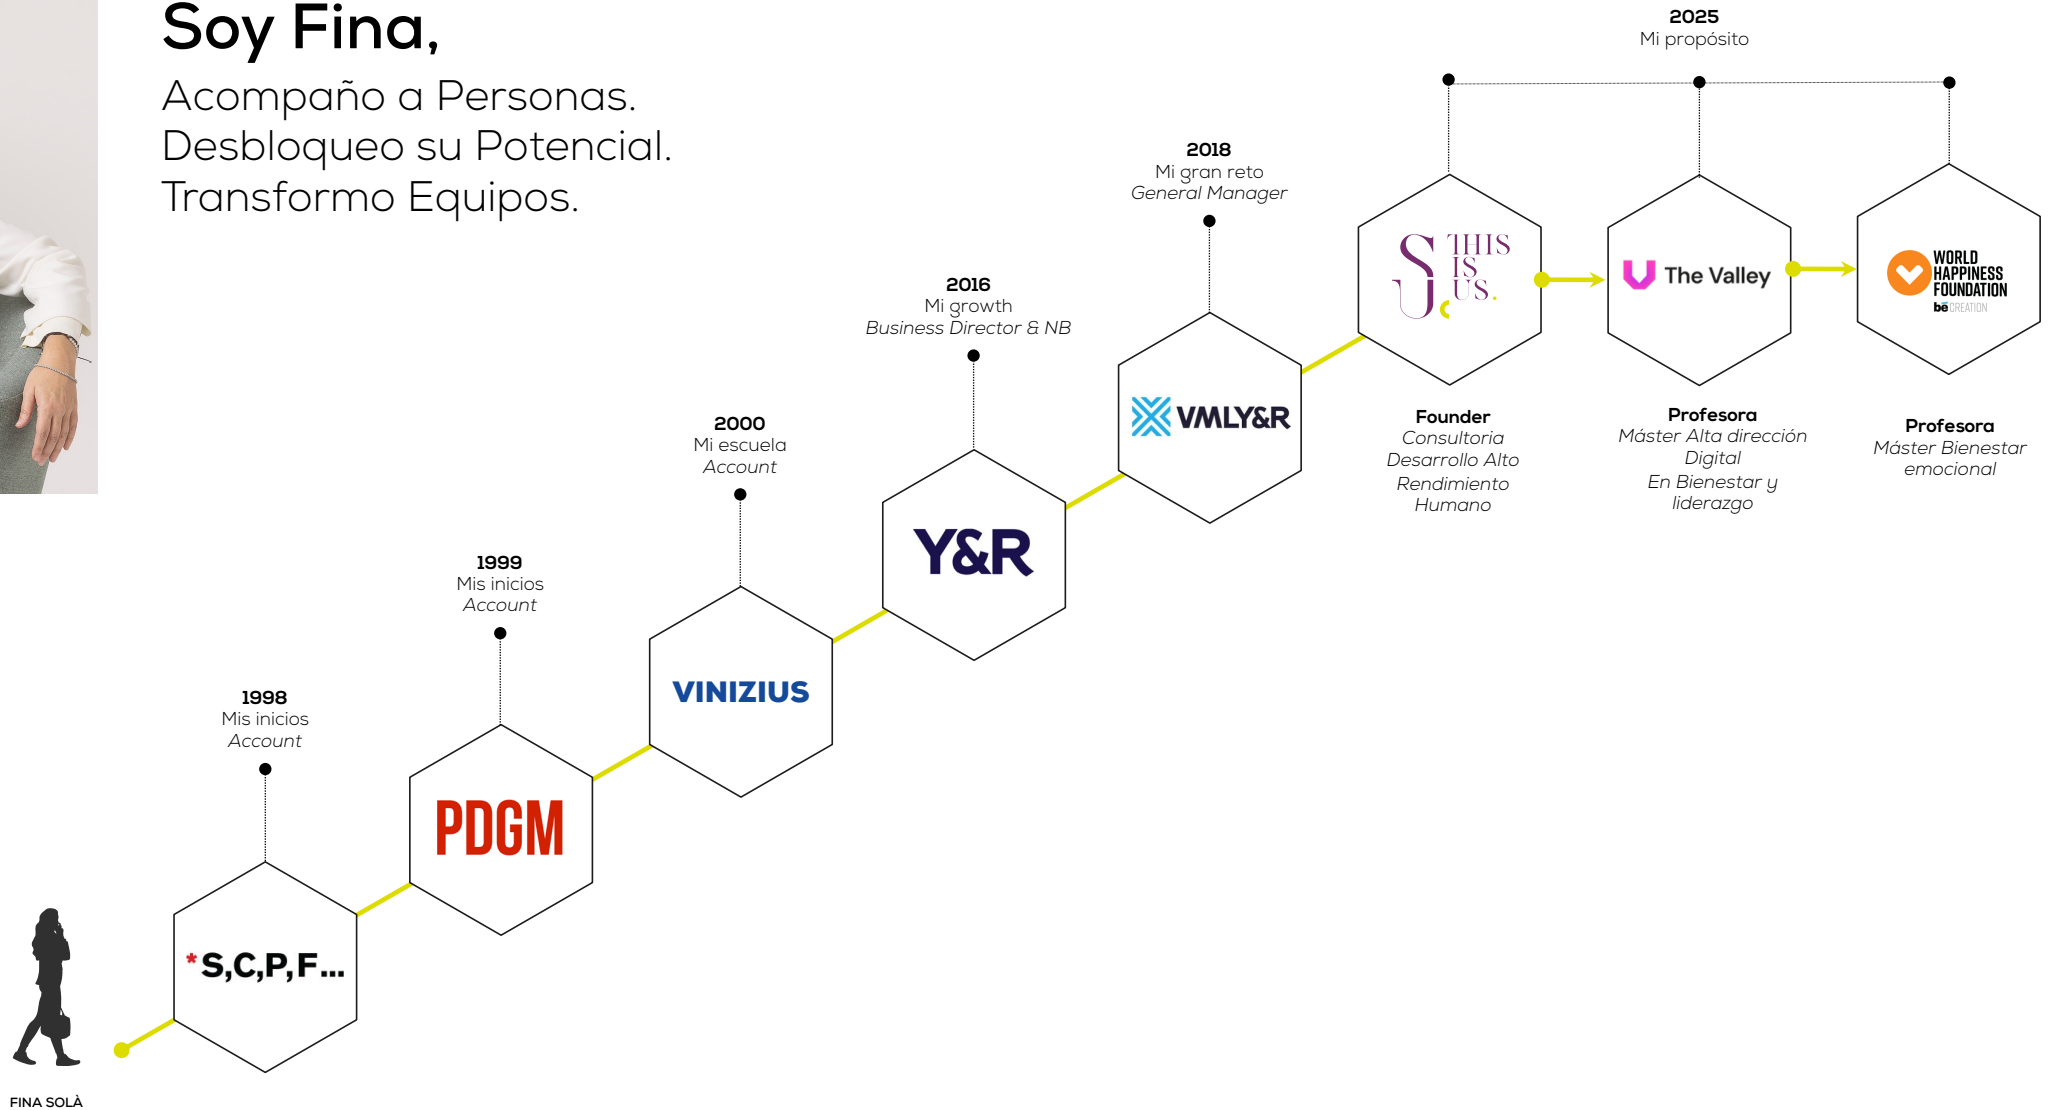 Soy Fina,
Acompaño a Personas.
Desbloqueo su Potencial.
Transformo Equipos.
1998
Mis inicios
Account
*S,C,P,F...
1999
Mis inicios
Account
PDGM
2000
Mi escuela
Account
VINIZIUS
2016
Mi growth
Business Director & NB
Y&R
2018
Mi gran reto
General Manager
VMLY&R
2025
Mi propósito
THIS
IS
US.
Founder
Consultoria
Desarrollo Alto
Rendimiento
Humano
The Valley
Profesora
Máster Alta dirección
Digital
En Bienestar y
liderazgo
WORLD
HAPPINESS
FOUNDATION
bé CREATION
Profesora
Máster Bienestar
emocional
FINA SOLÀ